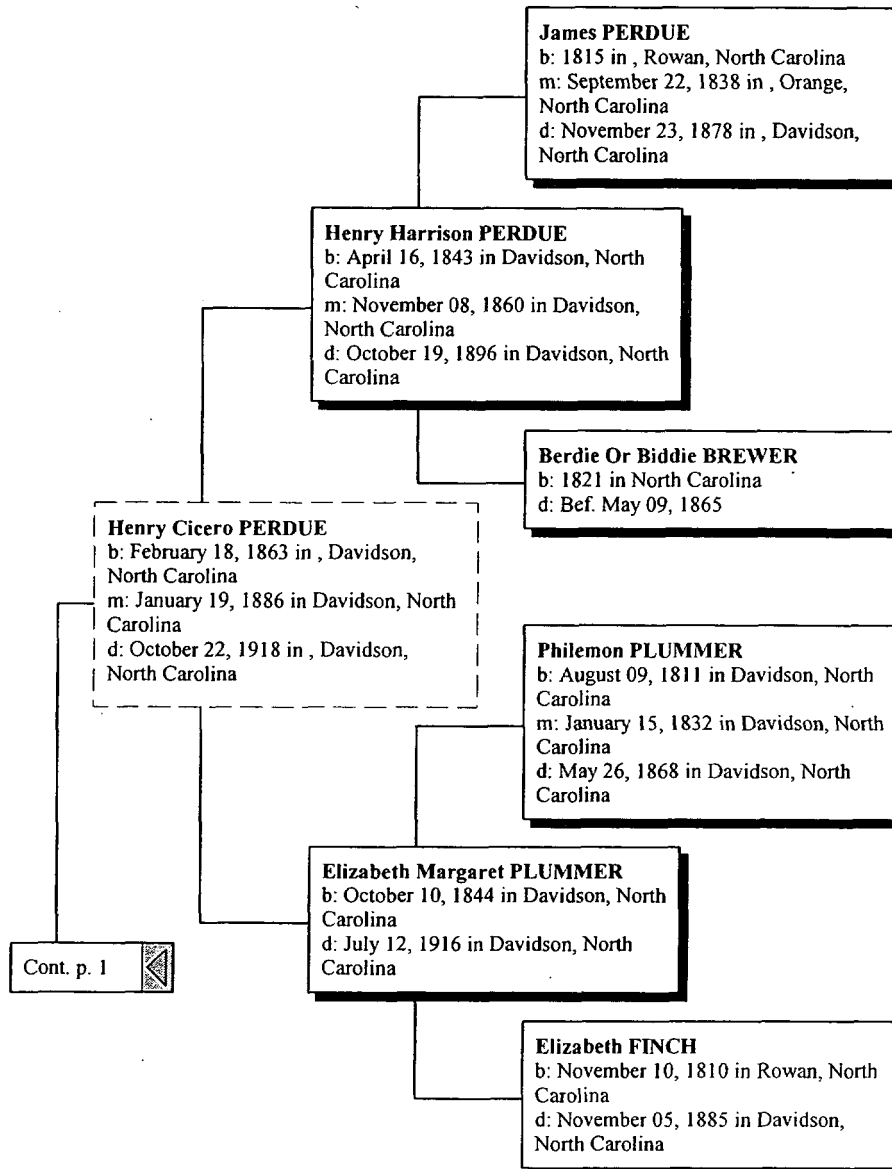 James PERDUE
b: 1815 in , Rowan, North Carolina
m: September 22, 1838 in , Orange,
North Carolina
d: November 23, 1878 in , Davidson,
North Carolina
Henry Harrison PERDUE
b: April 16, 1843 in Davidson, North
Carolina
m: November 08, 1860 in Davidson,
North Carolina
d: October 19, 1896 in Davidson, North
Carolina
Berdie Or Biddie BREWER
b: 1821 in North Carolina
d: Bef. May 09, 1865
Henry Cicero PERDUE
b: February 18, 1863 in , Davidson,
North Carolina
m: January 19, 1886 in Davidson, North
Carolina
d: October 22, 1918 in , Davidson,
North Carolina
Philemon PLUMMER
b: August 09, 1811 in Davidson, North
Carolina
m: January 15, 1832 in Davidson, North
Carolina
d: May 26, 1868 in Davidson, North
Carolina
Elizabeth Margaret PLUMMER
b: October 10, 1844 in Davidson, North
Carolina
d: July 12, 1916 in Davidson, North
Carolina
Cont. p. 1
Elizabeth FINCH
b: November 10, 1810 in Rowan, North
Carolina
d: November 05, 1885 in Davidson,
North Carolina